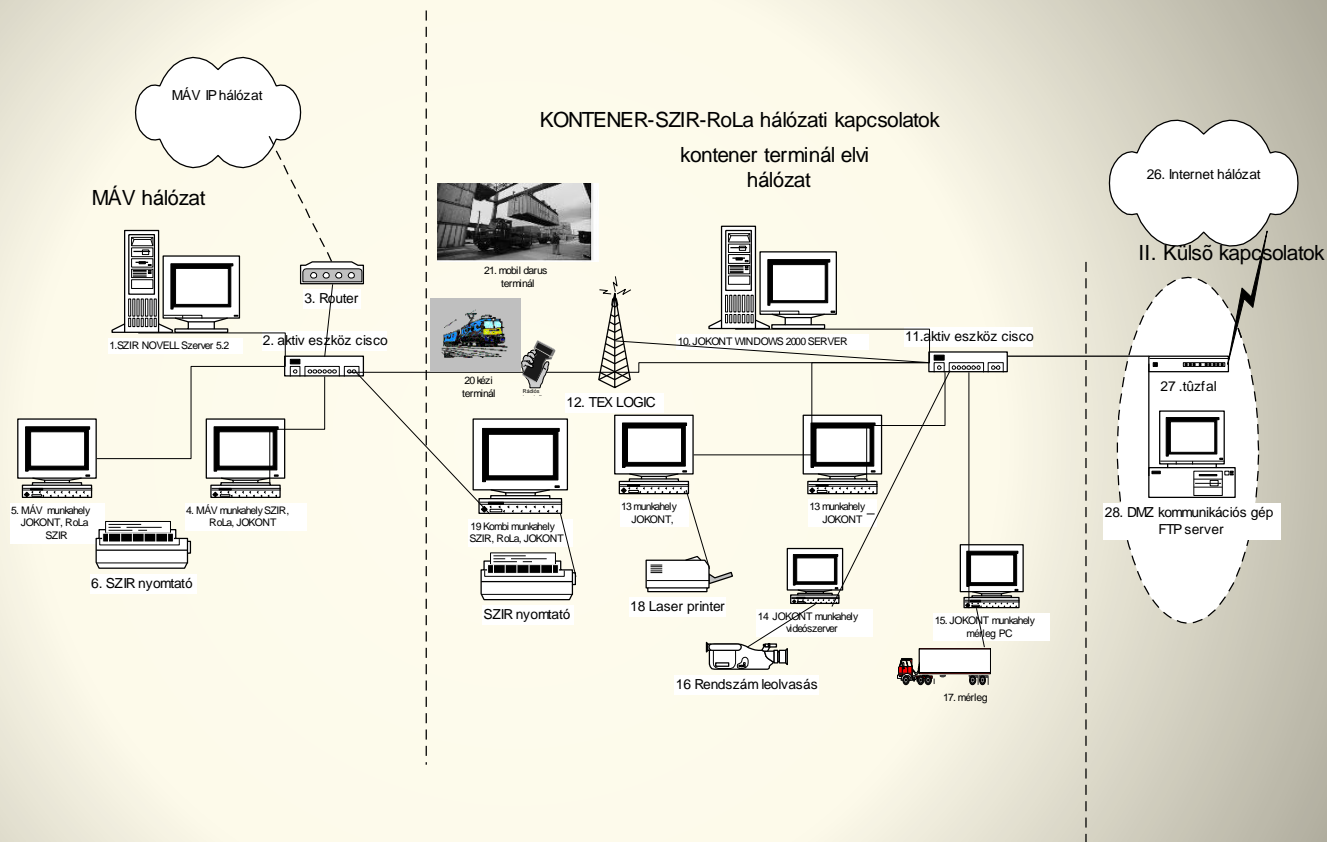 MÁV IP hálózat
KONTENER-SZIR-RoLa hálózati kapcsolatok
kontener terminál elvi
hálózat
26. Internet hálózat
MÁV hálózat
II. Külső kapcsolatok
21. mobil darus
terminál
3. Router
1.SZIR NOVELL Szerver 5.2
2. aktiv eszköz cisco
10. JOKONT WINDOWS 2000 SERVER
11.aktiv eszköz cisco
20 kézi
terminál
Rádiós
12. TEX LOGIC
27 .tûzfal
5. MÁV munkahely
JOKONT, RoLa
SZIR
4. MÁV munkahely SZIR,
RoLa, JOKONT
19 Kombi munkahely
SZIR, RoLa, JOKONT
13 munkahely
JOKONT,
13 munkahely
JOKONT
28. DMZ kommunikációs gép
FTP server
6. SZIR nyomtató
SZIR nyomtató
18 Laser printer
14 JOKONT munkahely
videószerver
15. JOKONT munkahely
mérleg PC
16 Rendszám leolvasás
17. mérleg